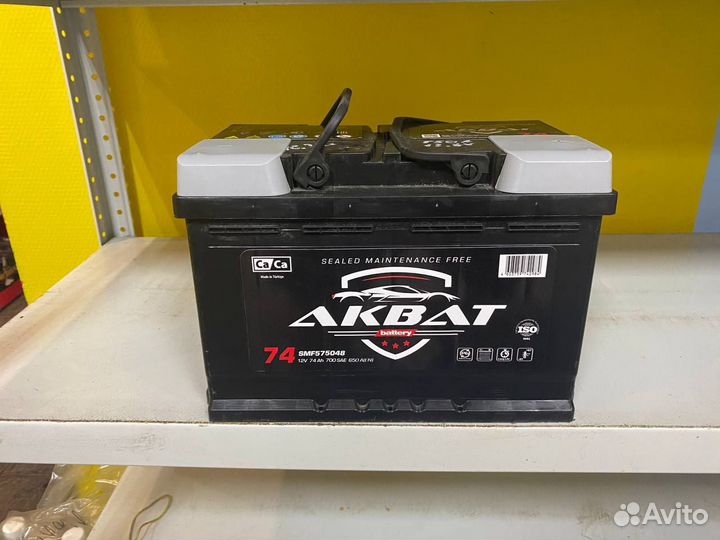 SEALED MAINTENANCE FREE
Ca Ca
Made in Türkiye
AKBAT
battery
74 SMF575048
12V 74 Ah 700 SAE 650 A(EN)
ISO
9001
Avito